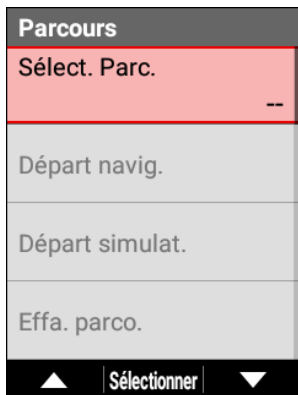 Parcours
Sélect. Parc.
--
Départ navig.
Départ simulat.
Effa. parco.
Sélectionner